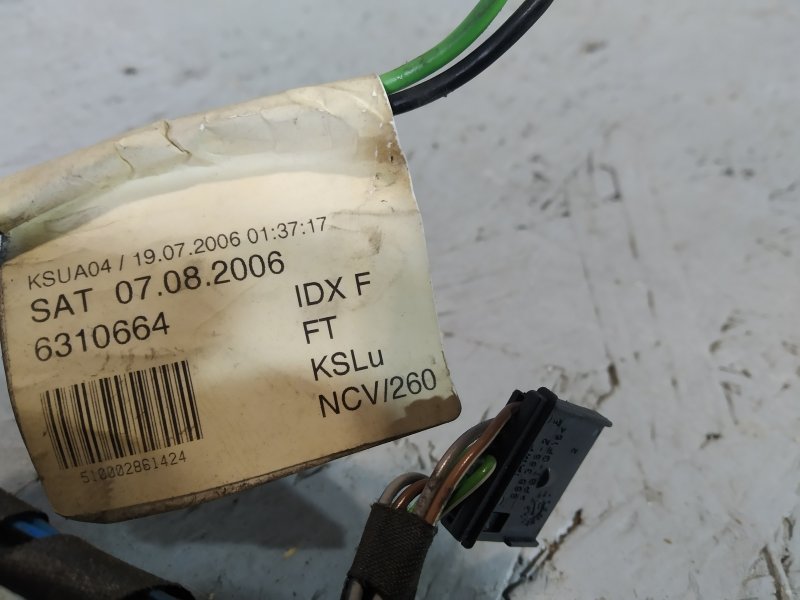 KSUA04 / 19.07.2006 01:37:17
SAT 07.08.2006
6310664
IDX F
FT
KSLu
NCV/260
510002861424